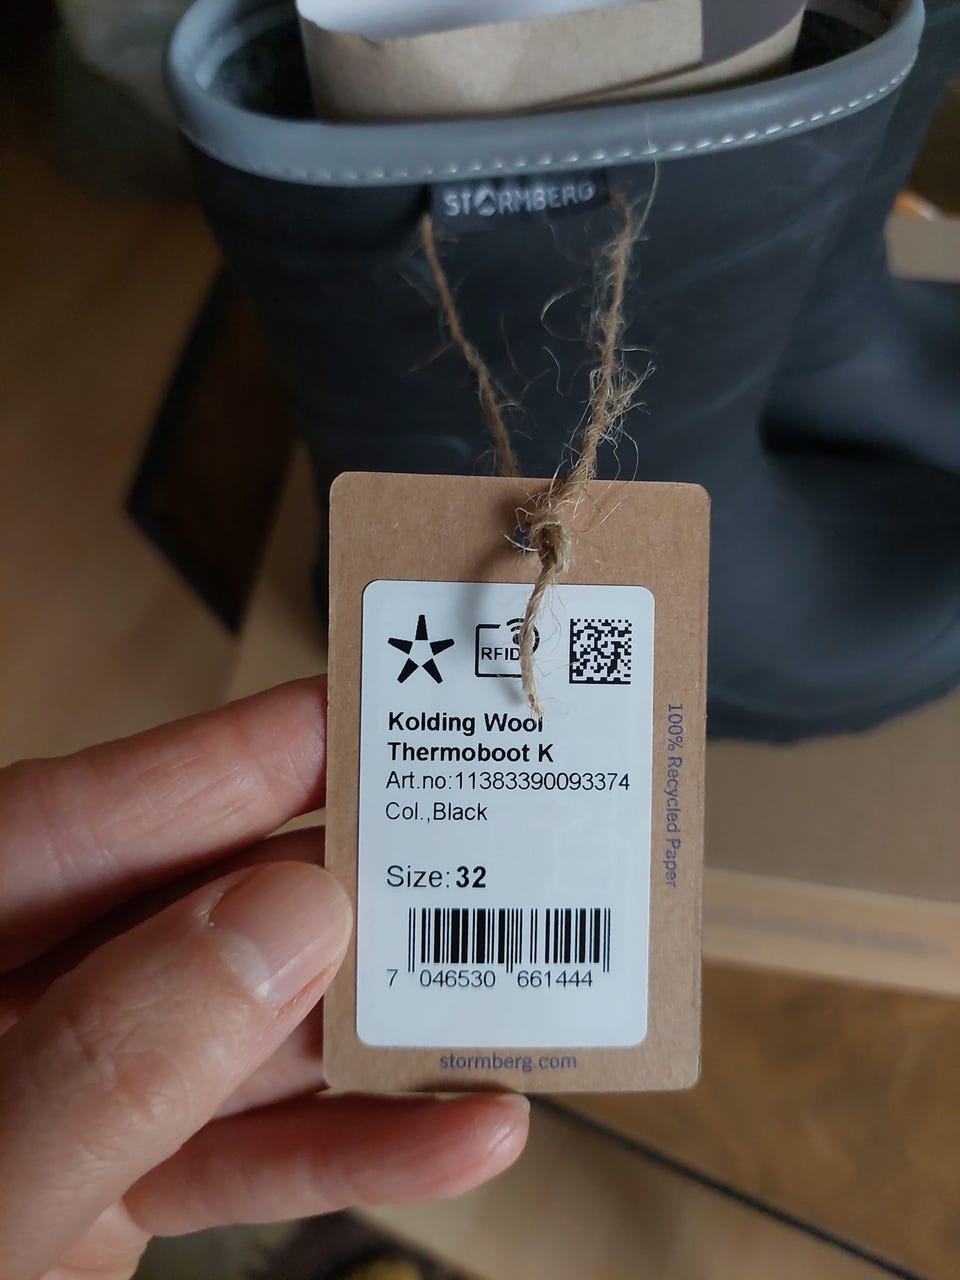 STORMBERG
RFID
Kolding Wool
Thermoboot K
Art.no:11383390093374
Col.,Black
Size: 32
7 046530 661444
100% Recycled Paper
stormberg.com